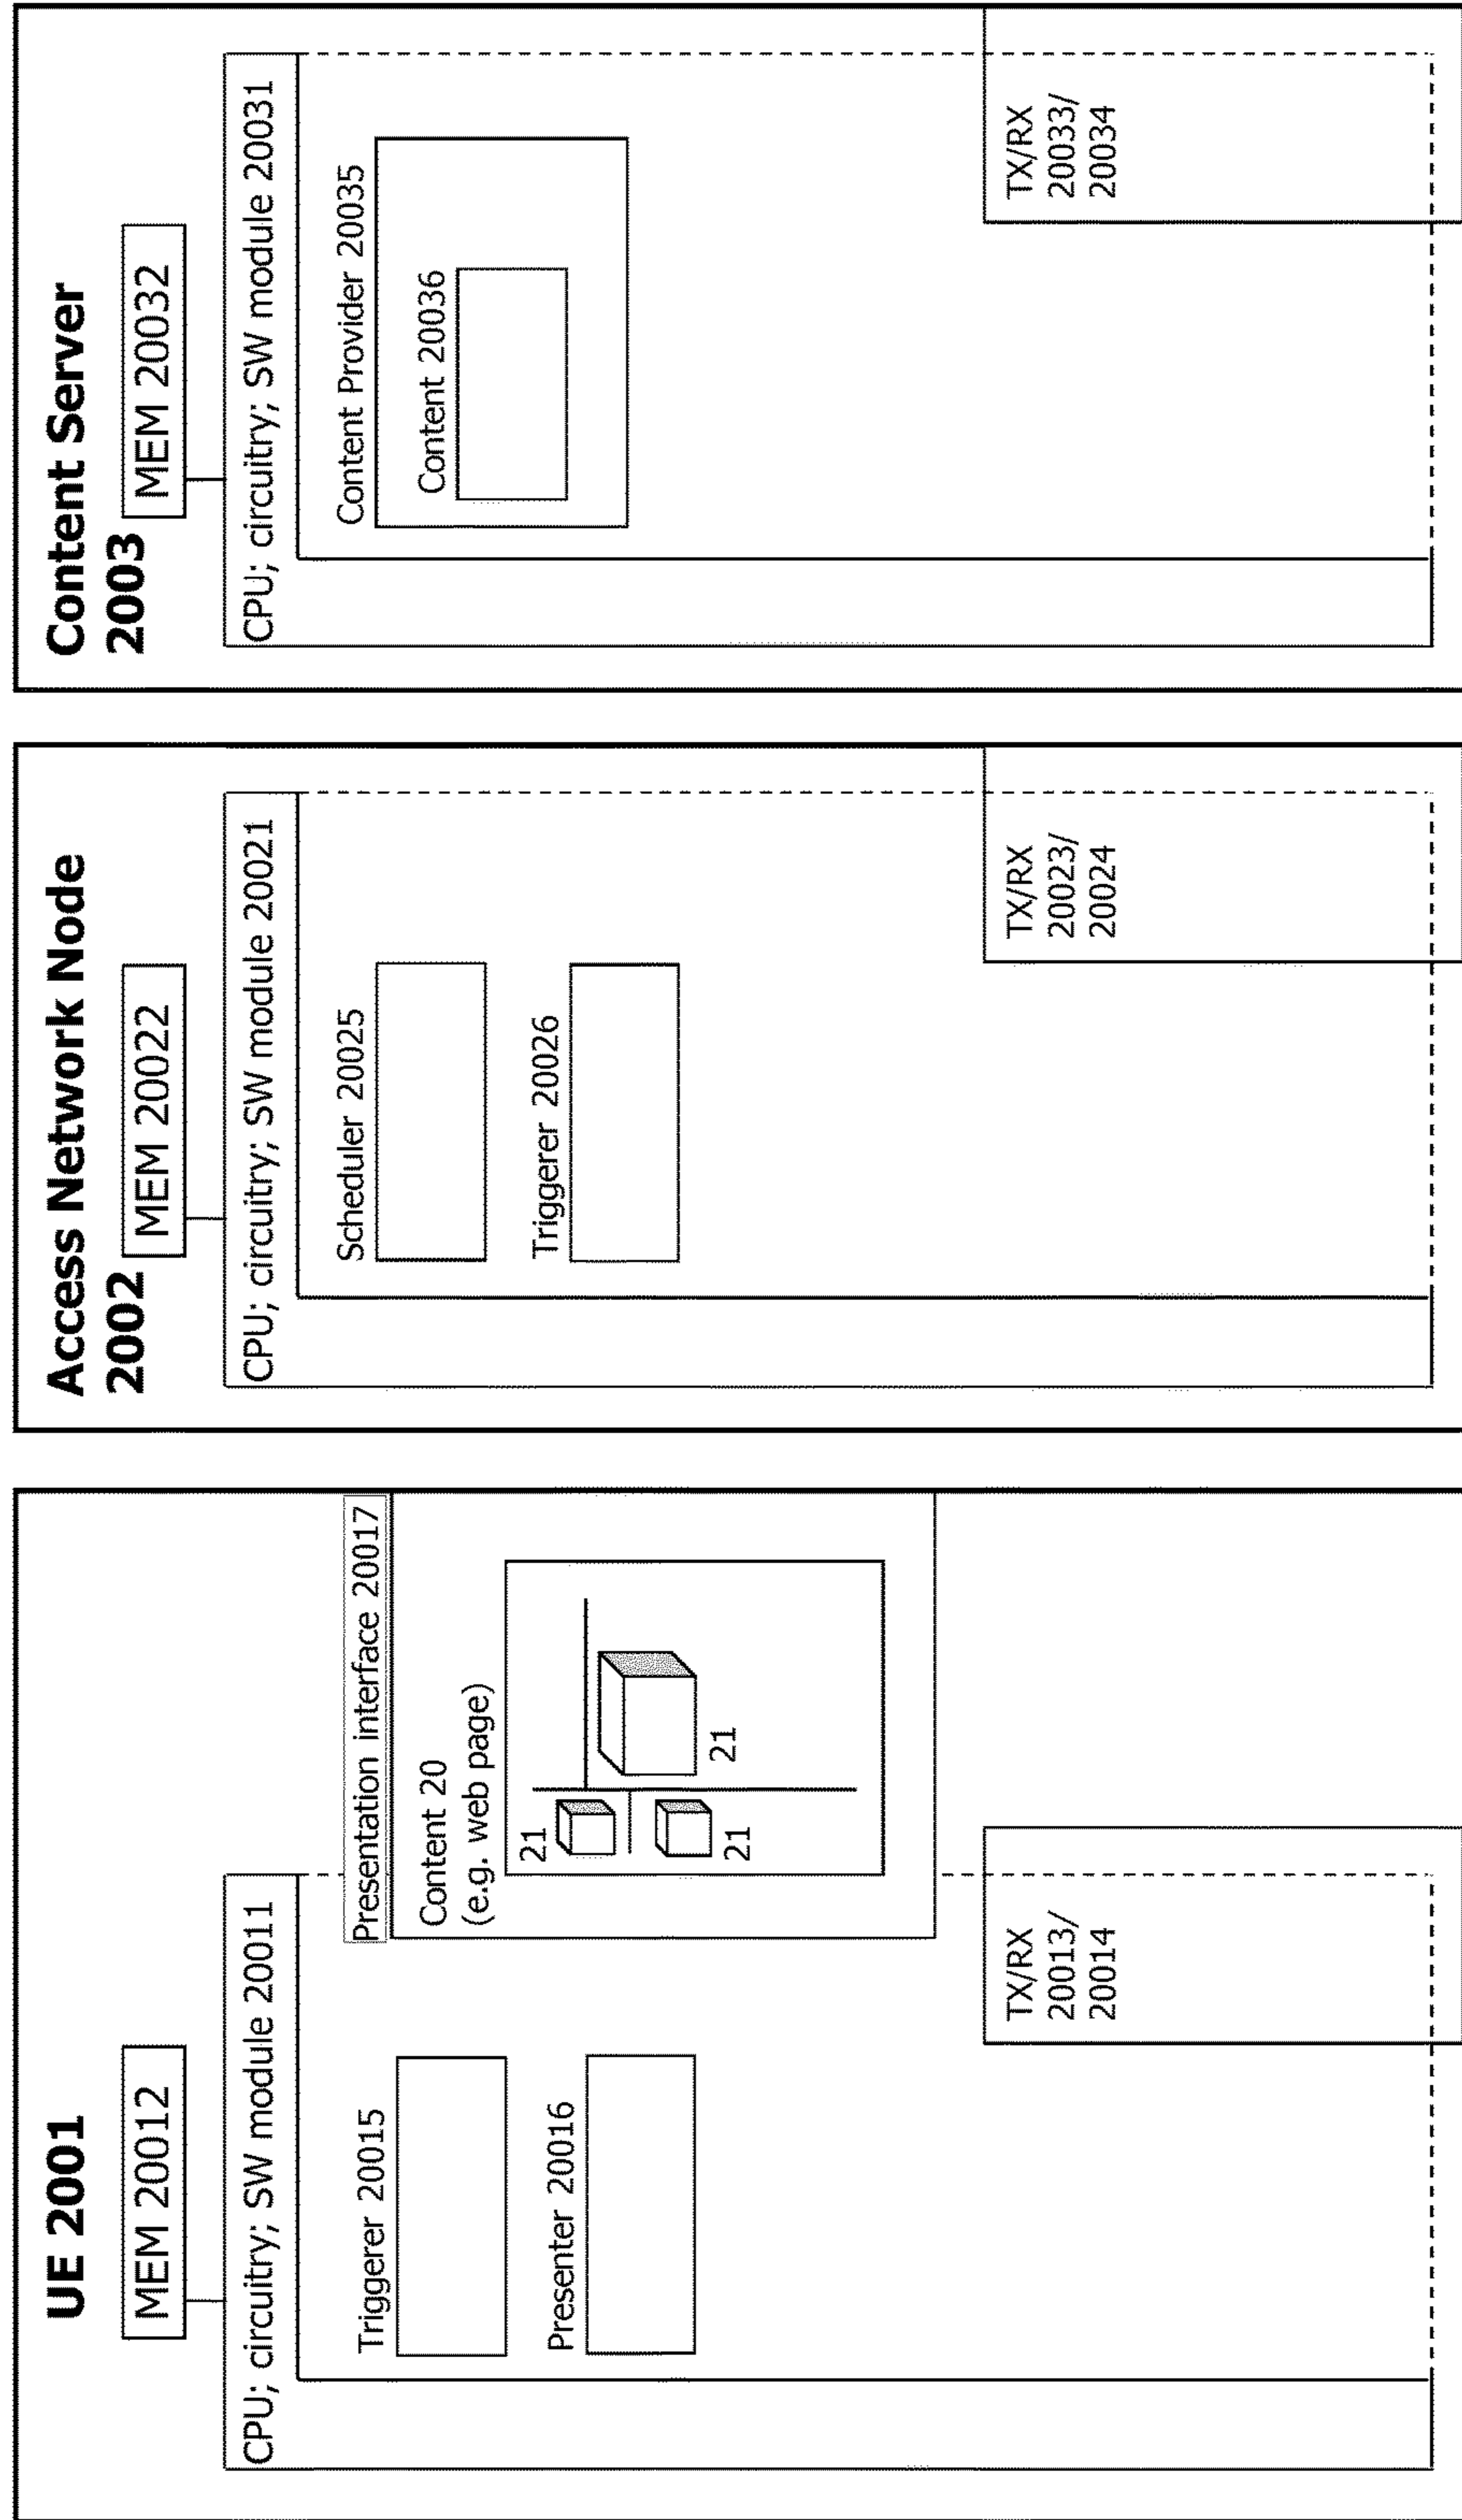 UE 2001
MEM 20012
CPU; circuitry; SW module 20011
Triggerer 20015
Presenter 20016
Presentation interface 20017
Content 20
(e.g. web page)
21
21
21
TX/RX
20013/
20014
Access Network Node
2002
MEM 20022
CPU; circuitry; SW module 20021
Scheduler 20025
Triggerer 20026
TX/RX
20023/
20024
Content Server
2003
MEM 20032
CPU; circuitry; SW module 20031
Content Provider 20035
Content 20036
TX/RX
20033/
20034